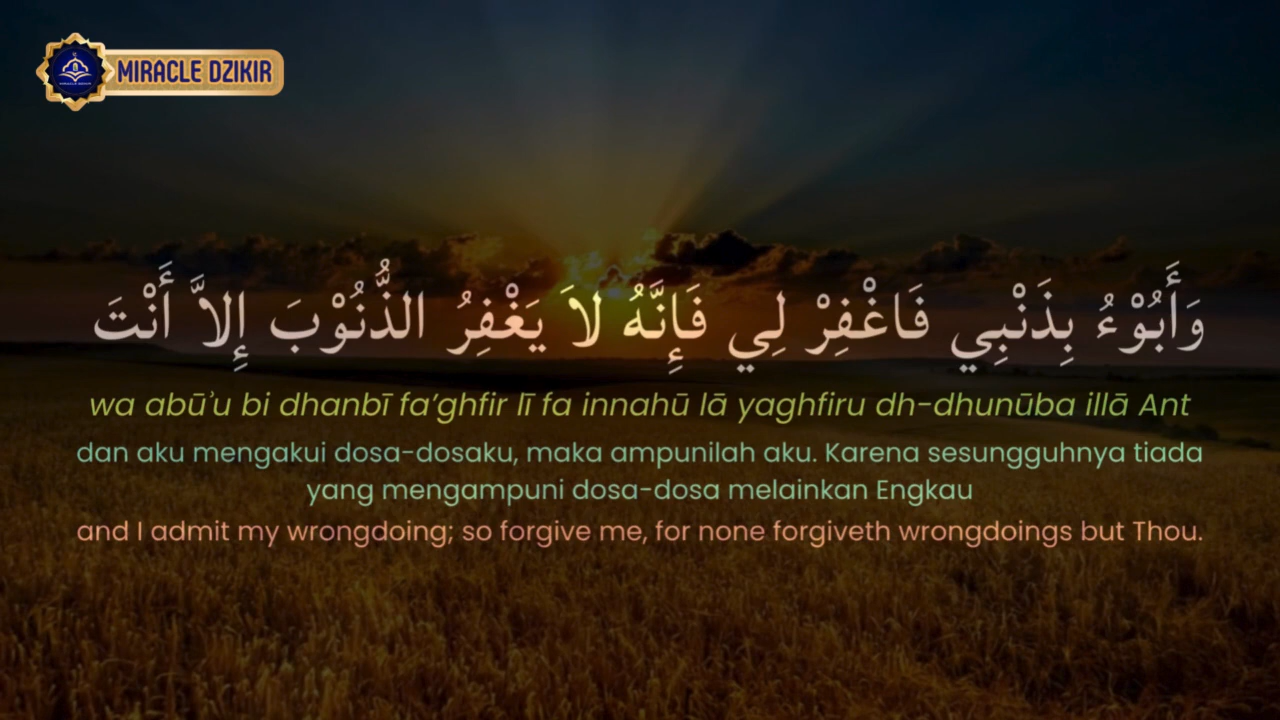 MIRACLE DZIKIR
وَأَبُوْءُ بِذَنْبِي فَاغْفِرْ لِي فَإِنَّهُ لاَ يَغْفِرُ الذُّنُوْبَ إِلاَّ أَنْتَ
wa abū’u bi dhanbī fa’ghfir lī fa innahū lā yaghfiru dh-dhunūba illā Ant
dan aku mengakui dosa-dosaku, maka ampunilah aku. Karena sesungguhnya tiada
yang mengampuni dosa-dosa melainkan Engkau
and I admit my wrongdoing; so forgive me, for none forgiveth wrongdoings but Thou.